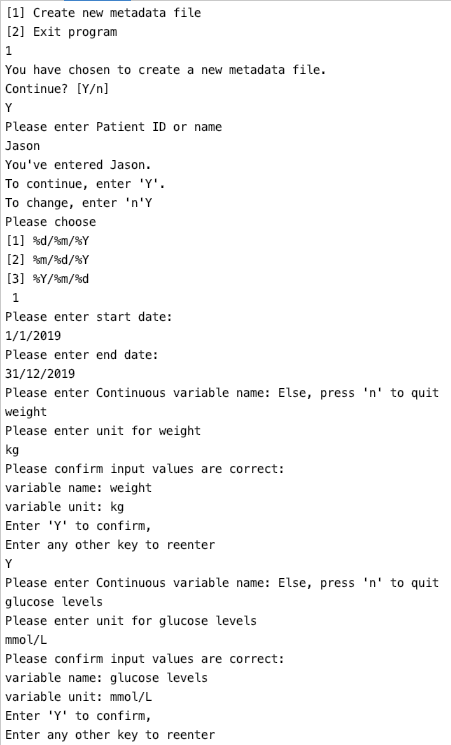 [1] Create new metadata file
[2] Exit program
1
You have chosen to create a new metadata file.
Continue? [Y/n]
Y
Please enter Patient ID or name
Jason
You've entered Jason.
To continue, enter 'Y'.
To change, enter 'n'Y
Please choose
[1] %d/%m/%Y
[2] %m/%d/%Y
[3] %Y/%m/%d
1
Please enter start date:
1/1/2019
Please enter end date:
31/12/2019
Please enter Continuous variable name: Else, press 'n' to quit
weight
Please enter unit for weight
kg
Please confirm input values are correct:
variable name: weight
variable unit: kg
Enter 'Y' to confirm,
Enter any other key to reenter
Y
Please enter Continuous variable name: Else, press 'n' to quit
glucose levels
Please enter unit for glucose levels
mmol/L
Please confirm input values are correct:
variable name: glucose levels
variable unit: mmol/L
Enter 'Y' to confirm,
Enter any other key to reenter